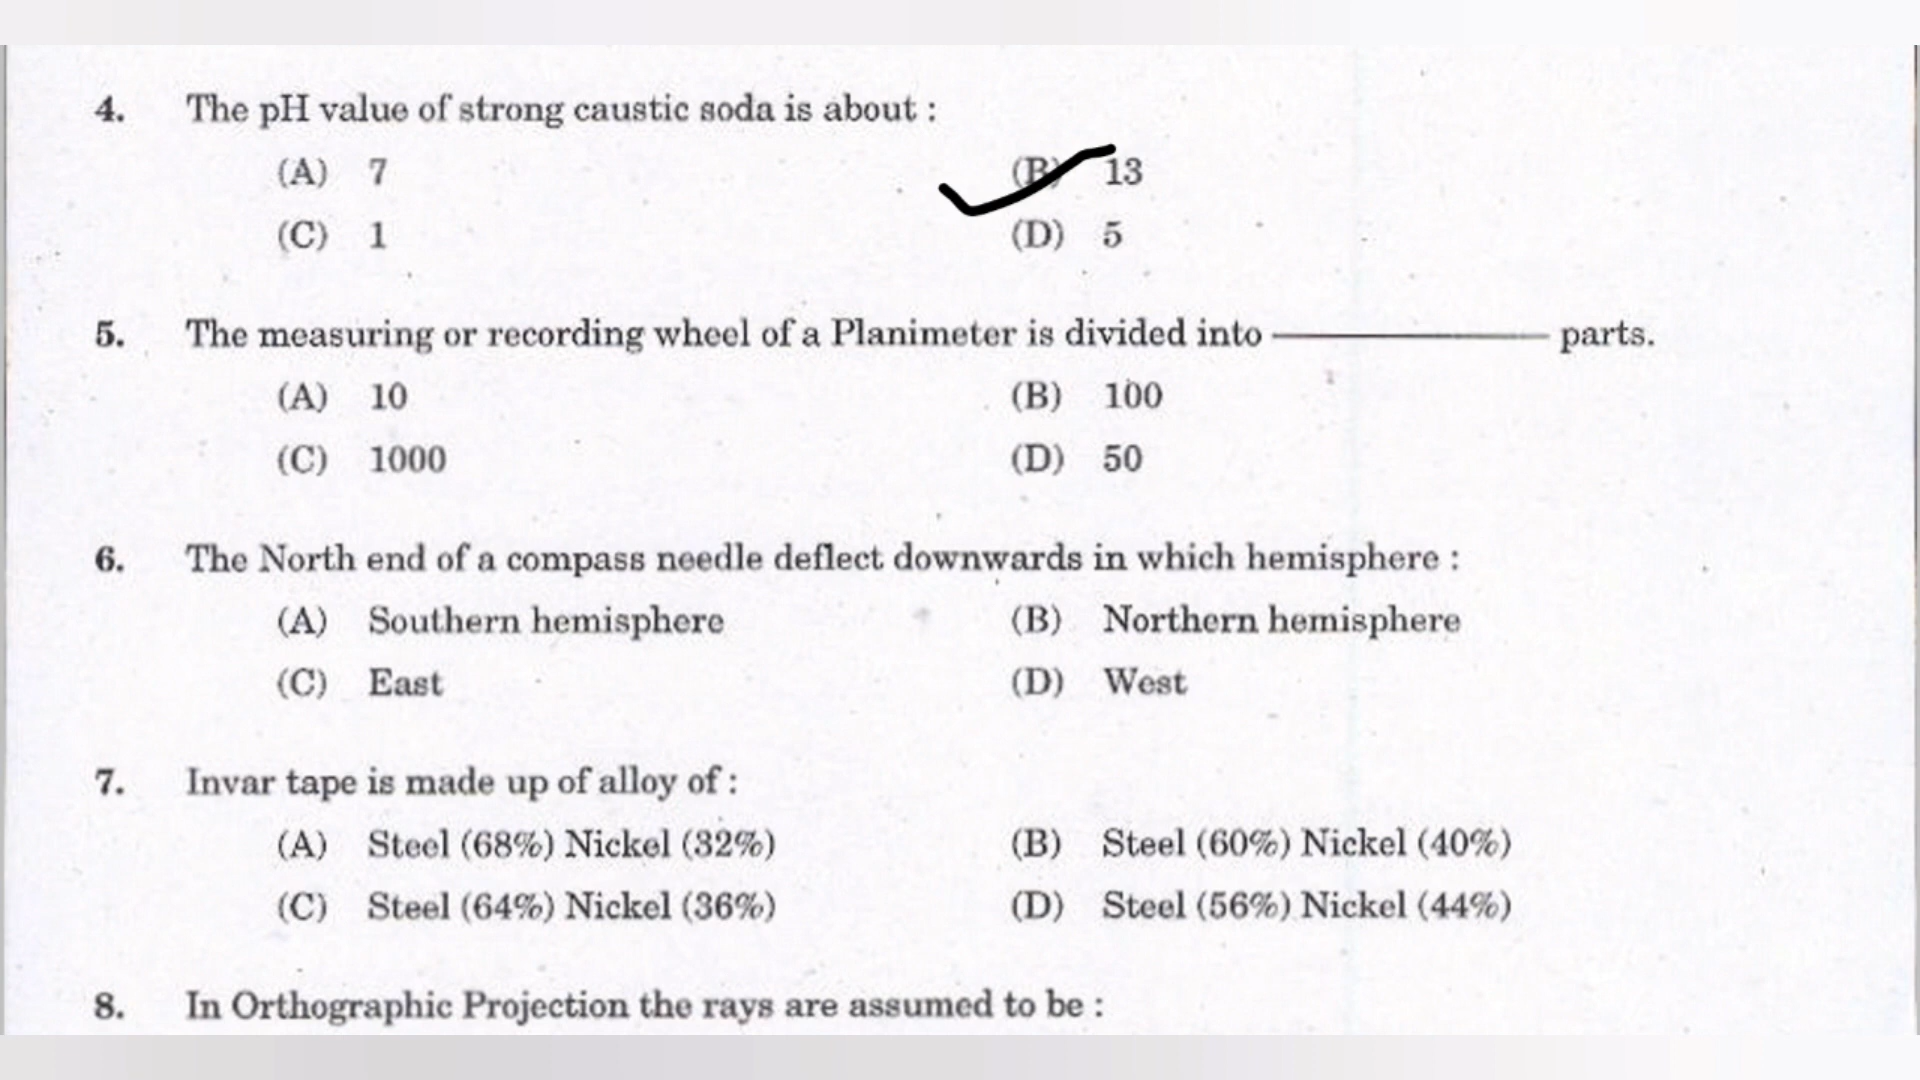 4. The pH value of strong caustic soda is about :
(A) 7 (B) 13
(C) 1 (D) 5
5. The measuring or recording wheel of a Planimeter is divided into ———— parts.
(A) 10 (B) 100
(C) 1000 (D) 50
6. The North end of a compass needle deflect downwards in which hemisphere :
(A) Southern hemisphere (B) Northern hemisphere
(C) East (D) West
7. Invar tape is made up of alloy of :
(A) Steel (68%) Nickel (32%) (B) Steel (60%) Nickel (40%)
(C) Steel (64%) Nickel (36%) (D) Steel (56%) Nickel (44%)
8. In Orthographic Projection the rays are assumed to be :